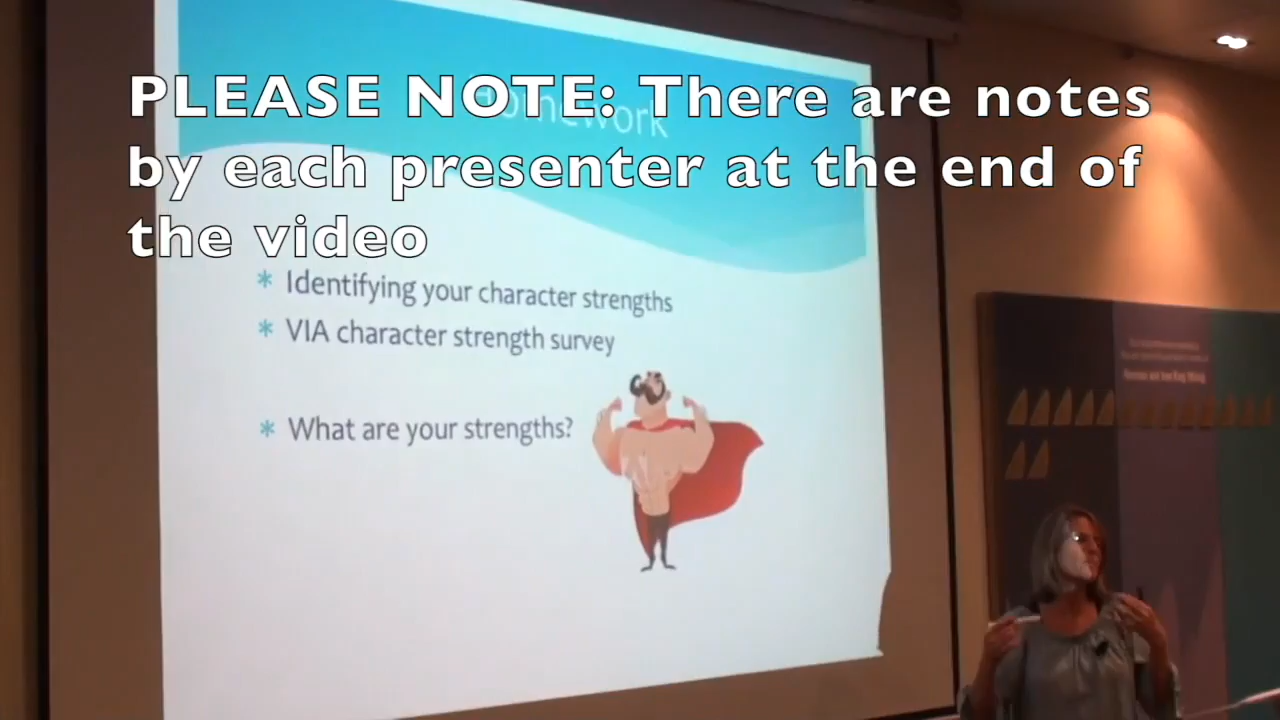 PLEASE NOTE: There are notes
by each presenter at the end of
the video
Homework
* Identifying your character strengths
* VIA character strength survey
* What are your strengths?